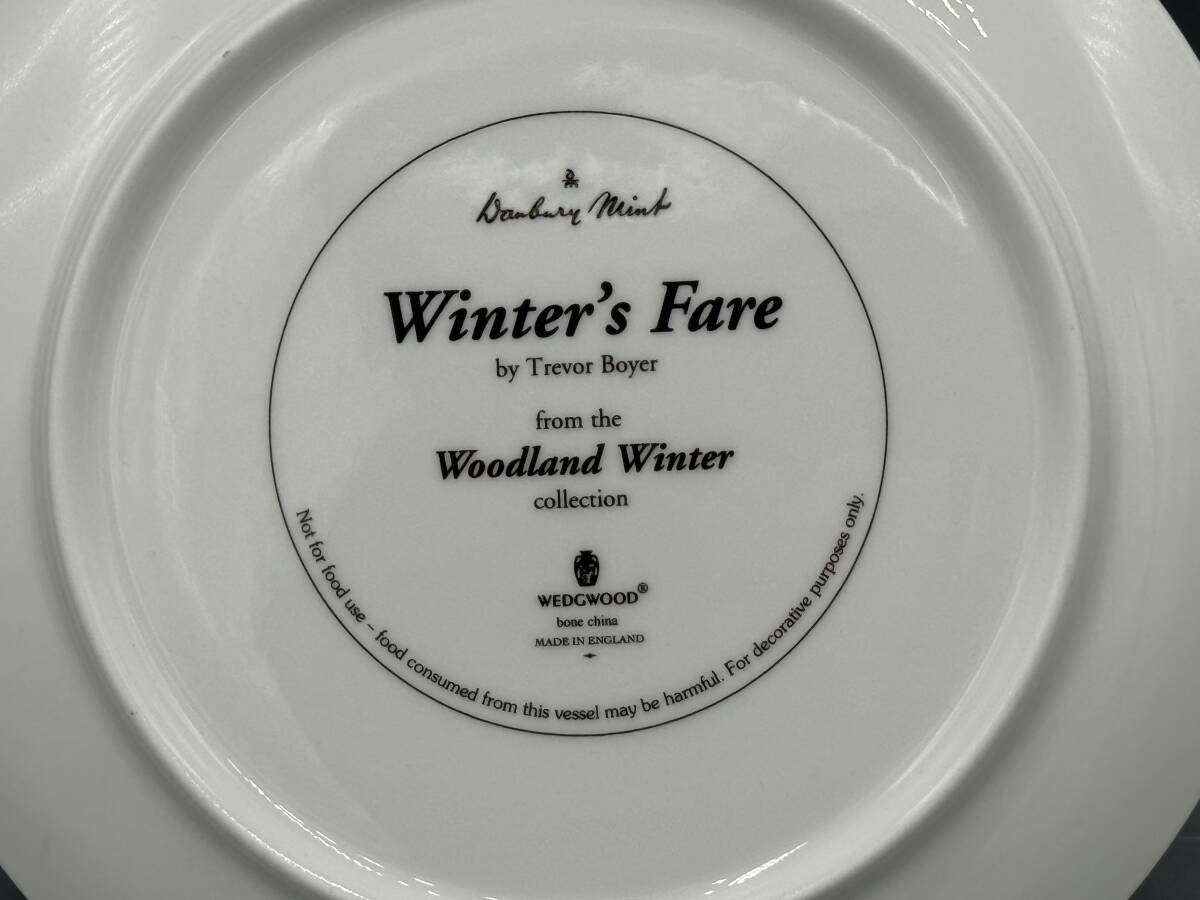 Danbury Mint
Winter's Fare
by Trevor Boyer
from the
Woodland Winter
collection
WEDGWOOD®
bone china
MADE IN ENGLAND
Not for food use – food consumed from this vessel may be harmful. For decorative purposes only.